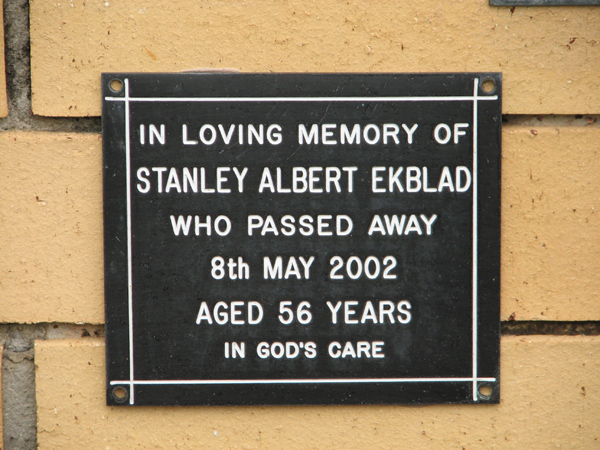 IN LOVING MEMORY OF
STANLEY ALBERT EKBLAD
WHO PASSED AWAY
8th MAY 2002
AGED 56 YEARS
IN GOD'S CARE